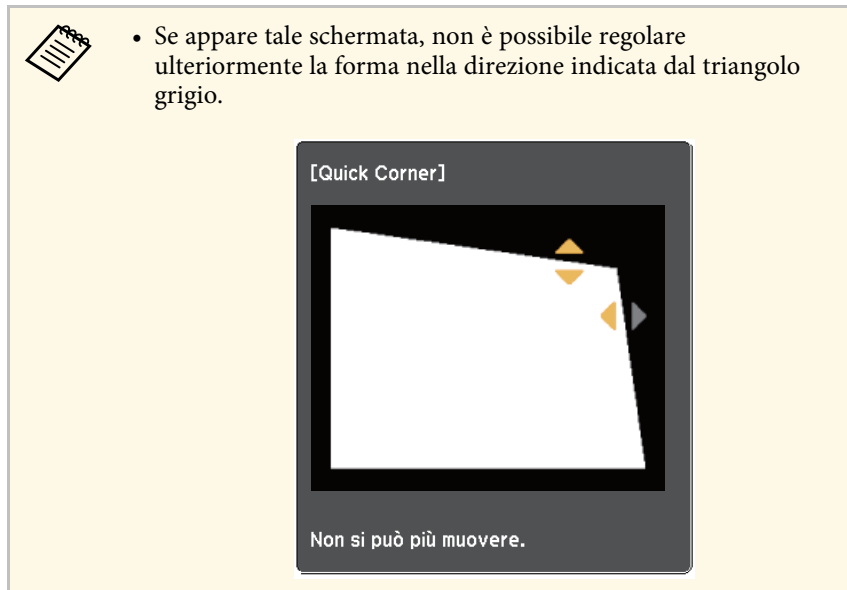 • Se appare tale schermata, non è possibile regolare
ulteriormente la forma nella direzione indicata dal triangolo
grigio.
[Quick Corner]
Non si può più muovere.